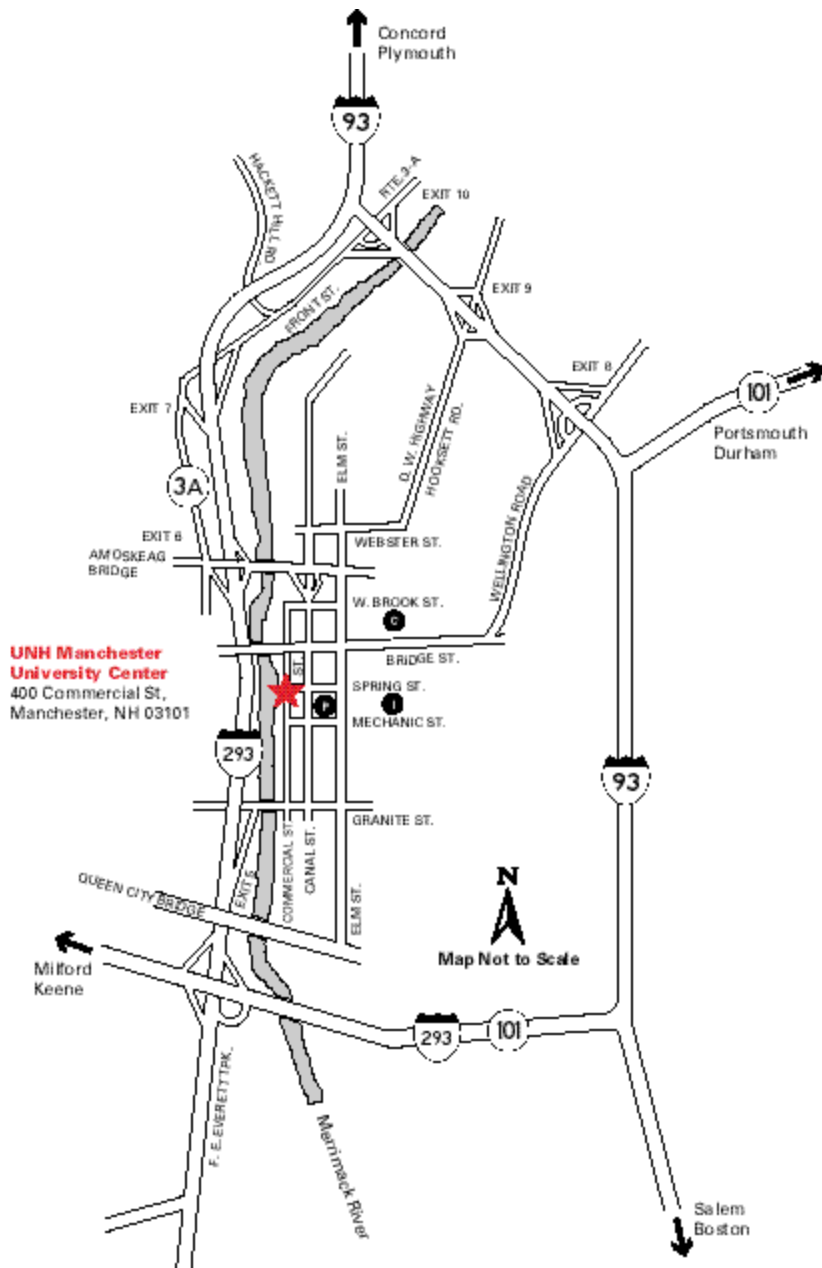 Concord
Plymouth
93
HACKETT HILL RD
RTE.3-A
EXIT 10
EXIT 9
FRONT ST.
EXIT 8
101
Portsmouth
Durham
EXIT 7
D. W. HIGHWAY
HOOKSETT RD.
ELM ST.
3A
WELLINGTON ROAD
EXIT 6
AMOSKEAG
BRIDGE
WEBSTER ST.
W. BROOK ST.
BRIDGE ST.
UNH Manchester
University Center
400 Commercial St,
Manchester, NH 03101
ST.
SPRING ST.
P
MECHANIC ST.
293
93
GRANITE ST.
COMMERCIAL ST.
CANAL ST.
ELM ST.
EXIT 5
QUEEN CITY BRIDGE
N
Map Not to Scale
Milford
Keene
293
101
F. E. EVERETT TPK.
Merrimack River
Salem
Boston